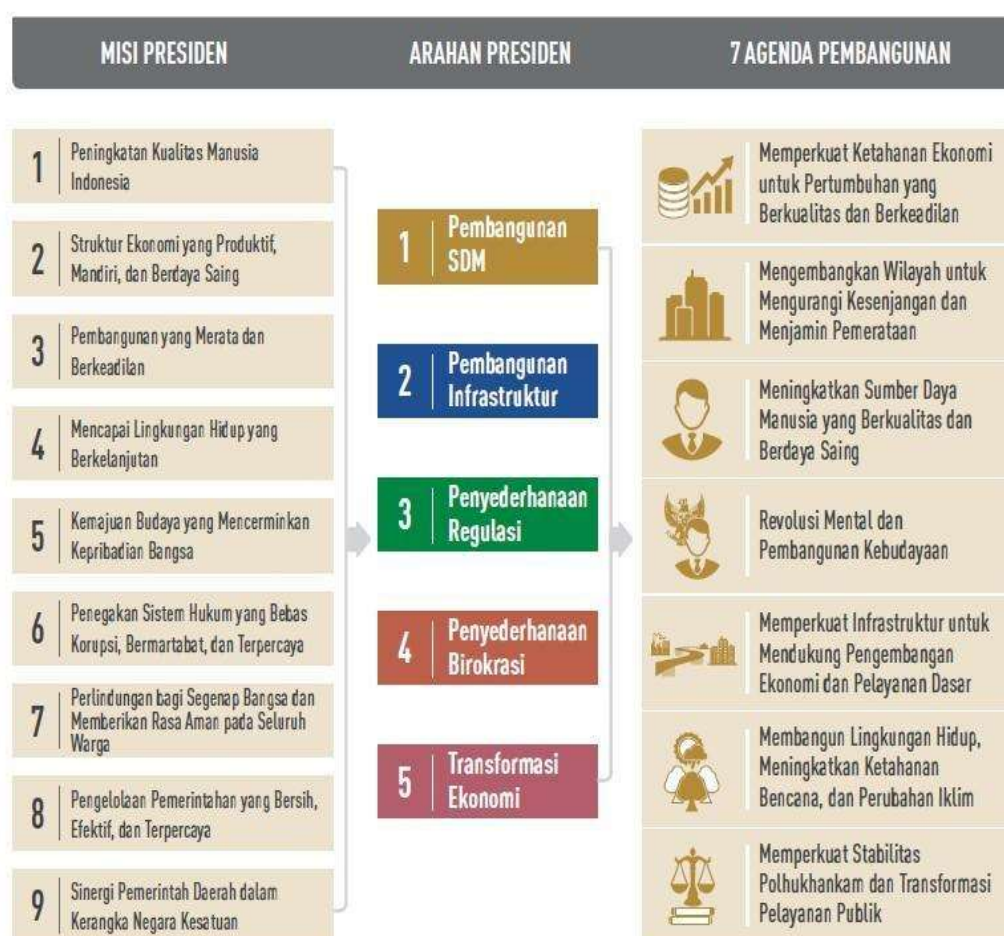 MISI PRESIDEN
ARAHAN PRESIDEN
7 AGENDA PEMBANGUNAN
1
Peningkatan Kualitas Manusia
Indonesia
2
Struktur Ekonomi yang Produktif,
Mandiri, dan Berdaya Saing
3
Pembangunan yang Merata dan
Berkeadilan
4
Mencapai Lingkungan Hidup yang
Berkelanjutan
5
Kemajuan Budaya yang Mencerminkan
Kepribadian Bangsa
6
Penegakan Sistem Hukum yang Bebas
Korupsi, Bermartabat, dan Terpercaya
7
Perlindungan bagi Segenap Bangsa dan
Memberikan Rasa Aman pada Seluruh
Warga
8
Pengelolaan Pemerintahan yang Bersih,
Efektif, dan Terpercaya
9
Sinergi Pemerintah Daerah dalam
Kerangka Negara Kesatuan
1
Pembangunan
SDM
2
Pembangunan
Infrastruktur
3
Penyederhanaan
Regulasi
4
Penyederhanaan
Birokrasi
5
Transformasi
Ekonomi
Memperkuat Ketahanan Ekonomi
untuk Pertumbuhan yang
Berkualitas dan Berkeadilan
Mengembangkan Wilayah untuk
Mengurangi Kesenjangan dan
Menjamin Pemerataan
Meningkatkan Sumber Daya
Manusia yang Berkualitas dan
Berdaya Saing
Revolusi Mental dan
Pembangunan Kebudayaan
Memperkuat Infrastruktur untuk
Mendukung Pengembangan
Ekonomi dan Pelayanan Dasar
Membangun Lingkungan Hidup,
Meningkatkan Ketahanan
Bencana, dan Perubahan Iklim
Memperkuat Stabilitas
Polhukhankam dan Transformasi
Pelayanan Publik